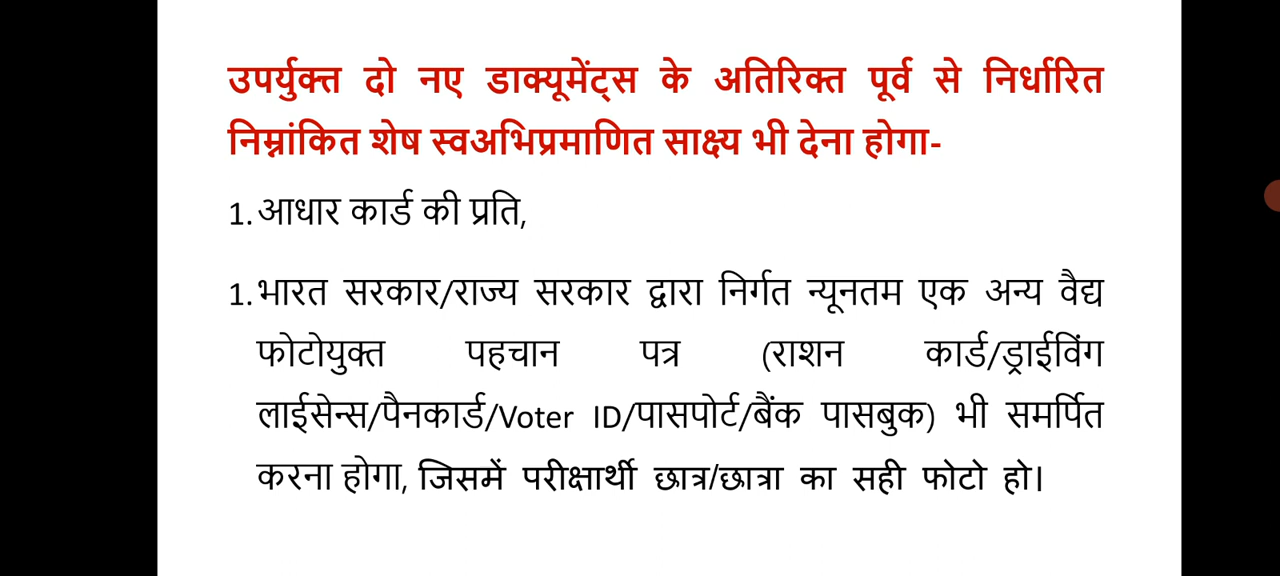 उपर्युक्त दो नए डाक्यूमेंट्स के अतिरिक्त पूर्व से निर्धारित
निम्नांकित शेष स्वअभिप्रमाणित साक्ष्य भी देना होगा-
1. आधार कार्ड की प्रति,
1. भारत सरकार/राज्य सरकार द्वारा निर्गत न्यूनतम एक अन्य वैद्य
फोटोयुक्त पहचान पत्र (राशन कार्ड/ड्राईविंग
लाईसेन्स/पैनकार्ड/Voter ID/पासपोर्ट/बैंक पासबुक) भी समर्पित
करना होगा, जिसमें परीक्षार्थी छात्र/छात्रा का सही फोटो हो।